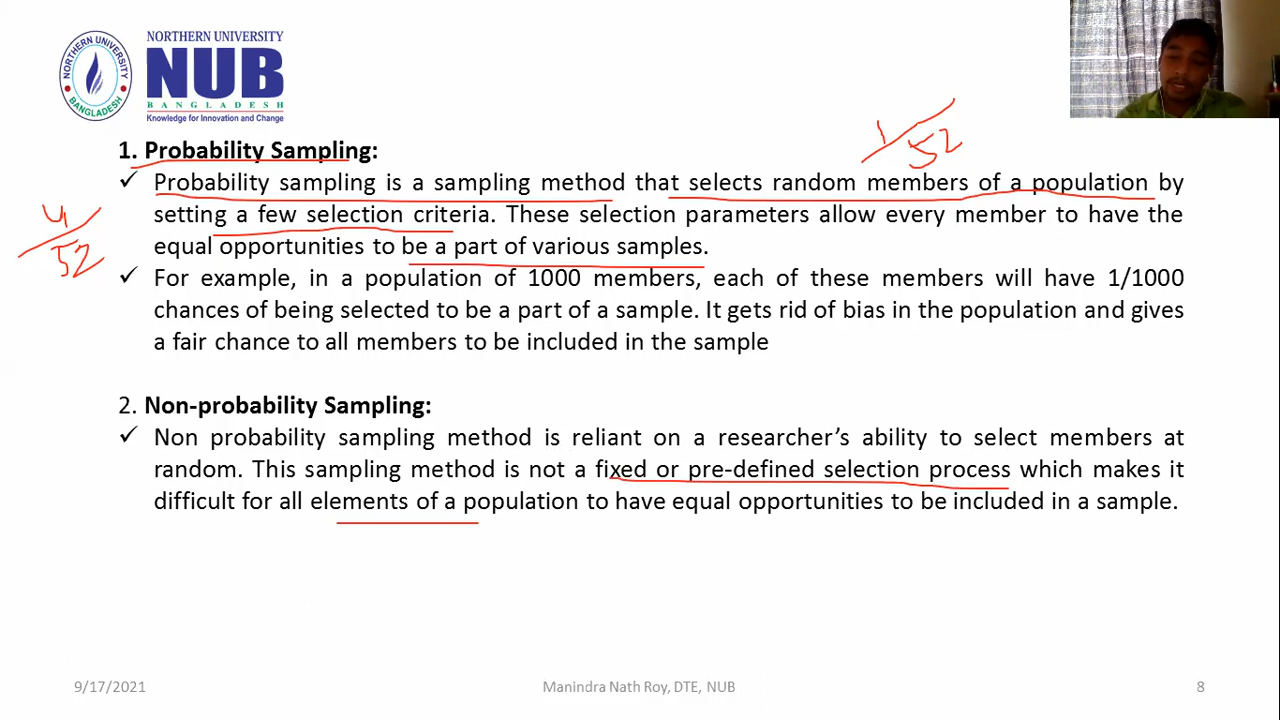 NORTHERN UNIVERSITY
NORTHERN UNIVERSITY
BANGLADESH
NUB
BANGLADESH
Knowledge for Innovation and Change
1/52
1. Probability Sampling:
✓ Probability sampling is a sampling method that selects random members of a population by
setting a few selection criteria. These selection parameters allow every member to have the
equal opportunities to be a part of various samples.
4/52
✓ For example, in a population of 1000 members, each of these members will have 1/1000
chances of being selected to be a part of a sample. It gets rid of bias in the population and gives
a fair chance to all members to be included in the sample
2. Non-probability Sampling:
✓ Non probability sampling method is reliant on a researcher’s ability to select members at
random. This sampling method is not a fixed or pre-defined selection process which makes it
difficult for all elements of a population to have equal opportunities to be included in a sample.
9/17/2021
Manindra Nath Roy, DTE, NUB
8